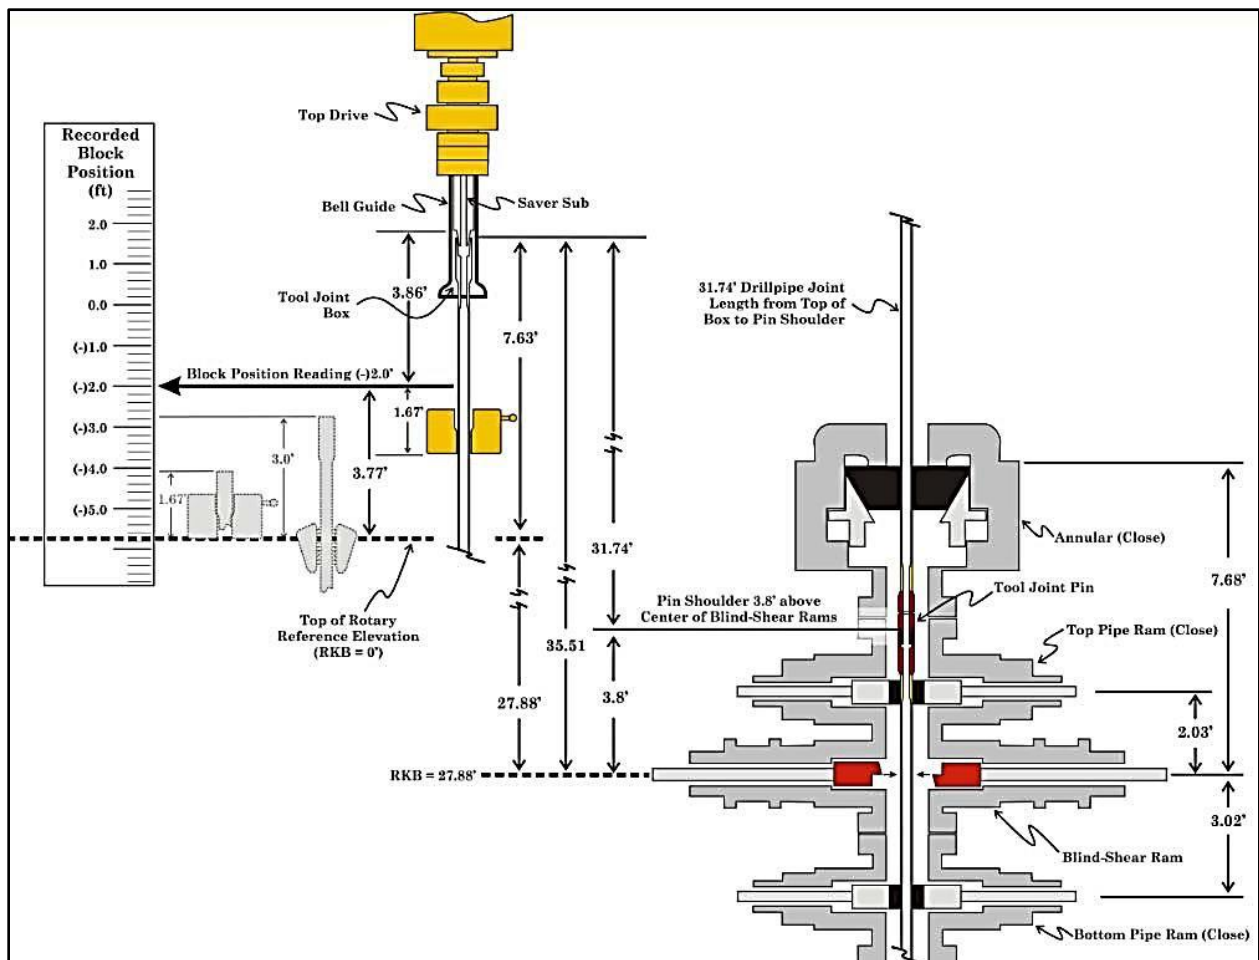 Top Drive
Recorded
Block
Position
(ft)
2.0
1.0
0.0
(-)1.0
(-)2.0
(-)3.0
(-)4.0
(-)5.0
Bell Guide
Saver Sub
3.86'
Tool Joint
Box
7.63'
31.74' Drillpipe Joint
Length from Top of
Box to Pin Shoulder
Block Position Reading (-)2.0'
1.67'
3.0'
3.77'
1.67'
31.74'
Annular (Close)
7.68'
Top of Rotary
Reference Elevation
(RKB = 0')
Pin Shoulder 3.8' above
Center of Blind-Shear Rams
Tool Joint Pin
Top Pipe Ram (Close)
35.51
27.88'
3.8'
2.03'
RKB = 27.88'
3.02'
Blind-Shear Ram
Bottom Pipe Ram (Close)